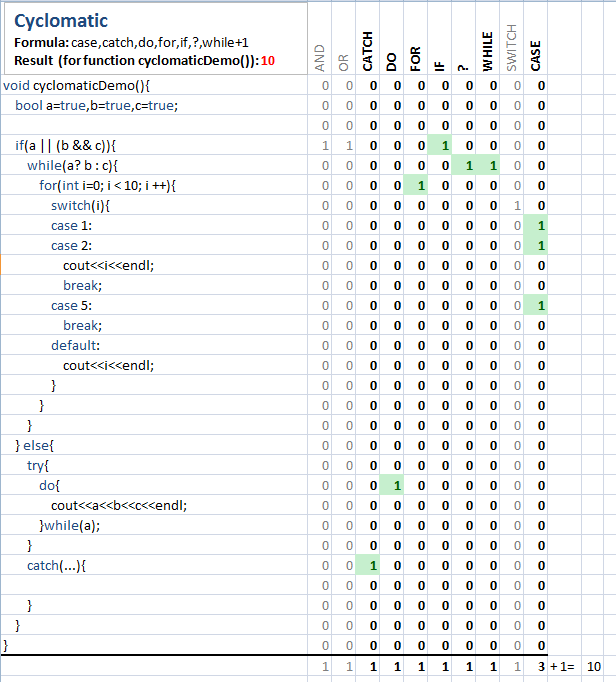 Cyclomatic
Formula: case,catch,do,for,if,?,while+1
Result (for function cyclomaticDemo()): 10
AND OR CATCH DO FOR IF ? WHILE SWITCH CASE
void cyclomaticDemo(){ 0 0 0 0 0 0 0 0 0 0
bool a=true,b=true,c=true; 0 0 0 0 0 0 0 0 0 0
0 0 0 0 0 0 0 0 0 0
if(a || (b && c)){ 1 1 0 0 0 1 0 0 0 0
while(a? b : c){ 0 0 0 0 0 0 1 1 0 0
for(int i=0; i < 10; i ++){ 0 0 0 0 1 0 0 0 0 0
switch(i){ 0 0 0 0 0 0 0 0 1 0
case 1: 0 0 0 0 0 0 0 0 0 1
case 2: 0 0 0 0 0 0 0 0 0 1
cout<<i<<endl; 0 0 0 0 0 0 0 0 0 0
break; 0 0 0 0 0 0 0 0 0 0
case 5: 0 0 0 0 0 0 0 0 0 1
break; 0 0 0 0 0 0 0 0 0 0
default: 0 0 0 0 0 0 0 0 0 0
cout<<i<<endl; 0 0 0 0 0 0 0 0 0 0
} 0 0 0 0 0 0 0 0 0 0
} 0 0 0 0 0 0 0 0 0 0
} 0 0 0 0 0 0 0 0 0 0
} else{ 0 0 0 0 0 0 0 0 0 0
try{ 0 0 0 0 0 0 0 0 0 0
do{ 0 0 0 1 0 0 0 0 0 0
cout<<a<<b<<c<<endl; 0 0 0 0 0 0 0 0 0 0
}while(a); 0 0 0 0 0 0 0 0 0 0
} 0 0 0 0 0 0 0 0 0 0
catch(...){ 0 0 1 0 0 0 0 0 0 0
0 0 0 0 0 0 0 0 0 0
} 0 0 0 0 0 0 0 0 0 0
} 0 0 0 0 0 0 0 0 0 0
} 0 0 0 0 0 0 0 0 0 0
1 1 1 1 1 1 1 1 1 3 +1= 10